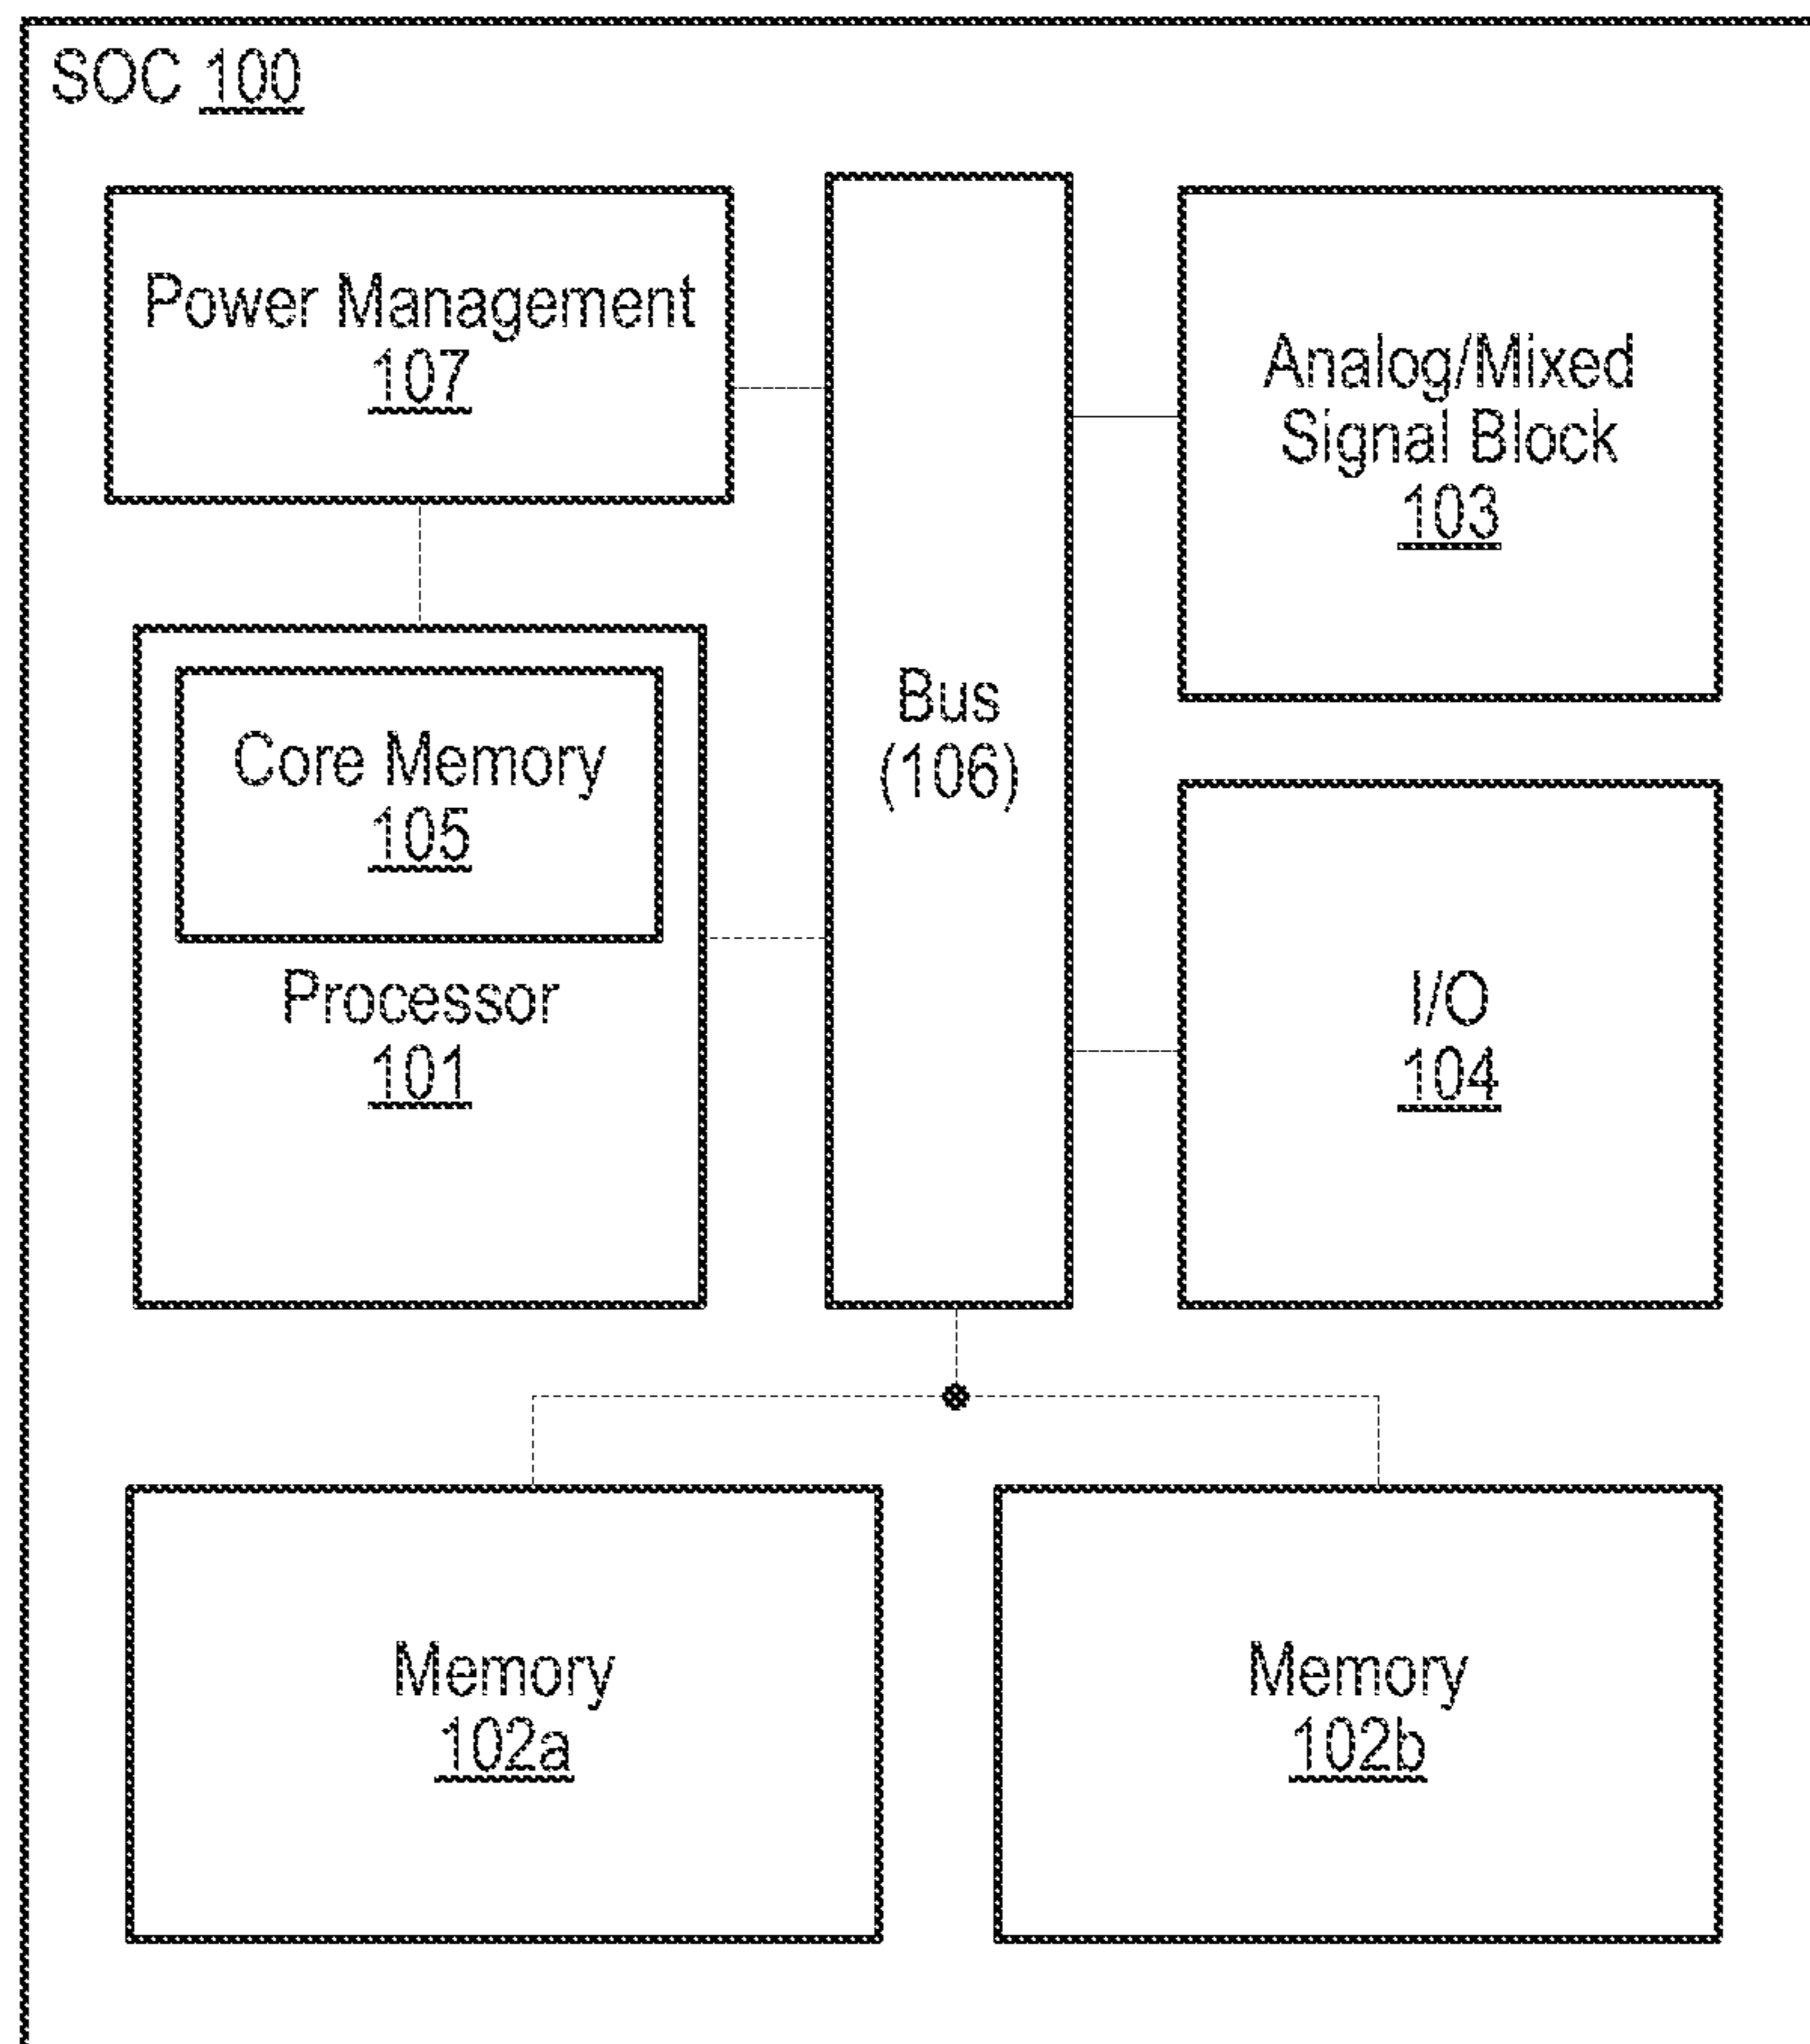 SOC 100
Power Management
107
Analog/Mixed
Signal Block
103
Core Memory
105
Processor
101
Bus
(106)
I/O
104
Memory
102a
Memory
102b